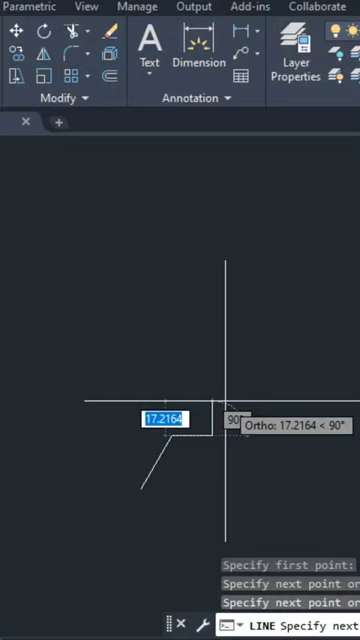 Parametric View Manage Output Add-ins Collaborate
Text Dimension Layer
Properties
Modify Annotation
17.2164 90° Ortho: 17.2164 < 90°
Specify first point:
Specify next point or
Specify next point or
LINE Specify next